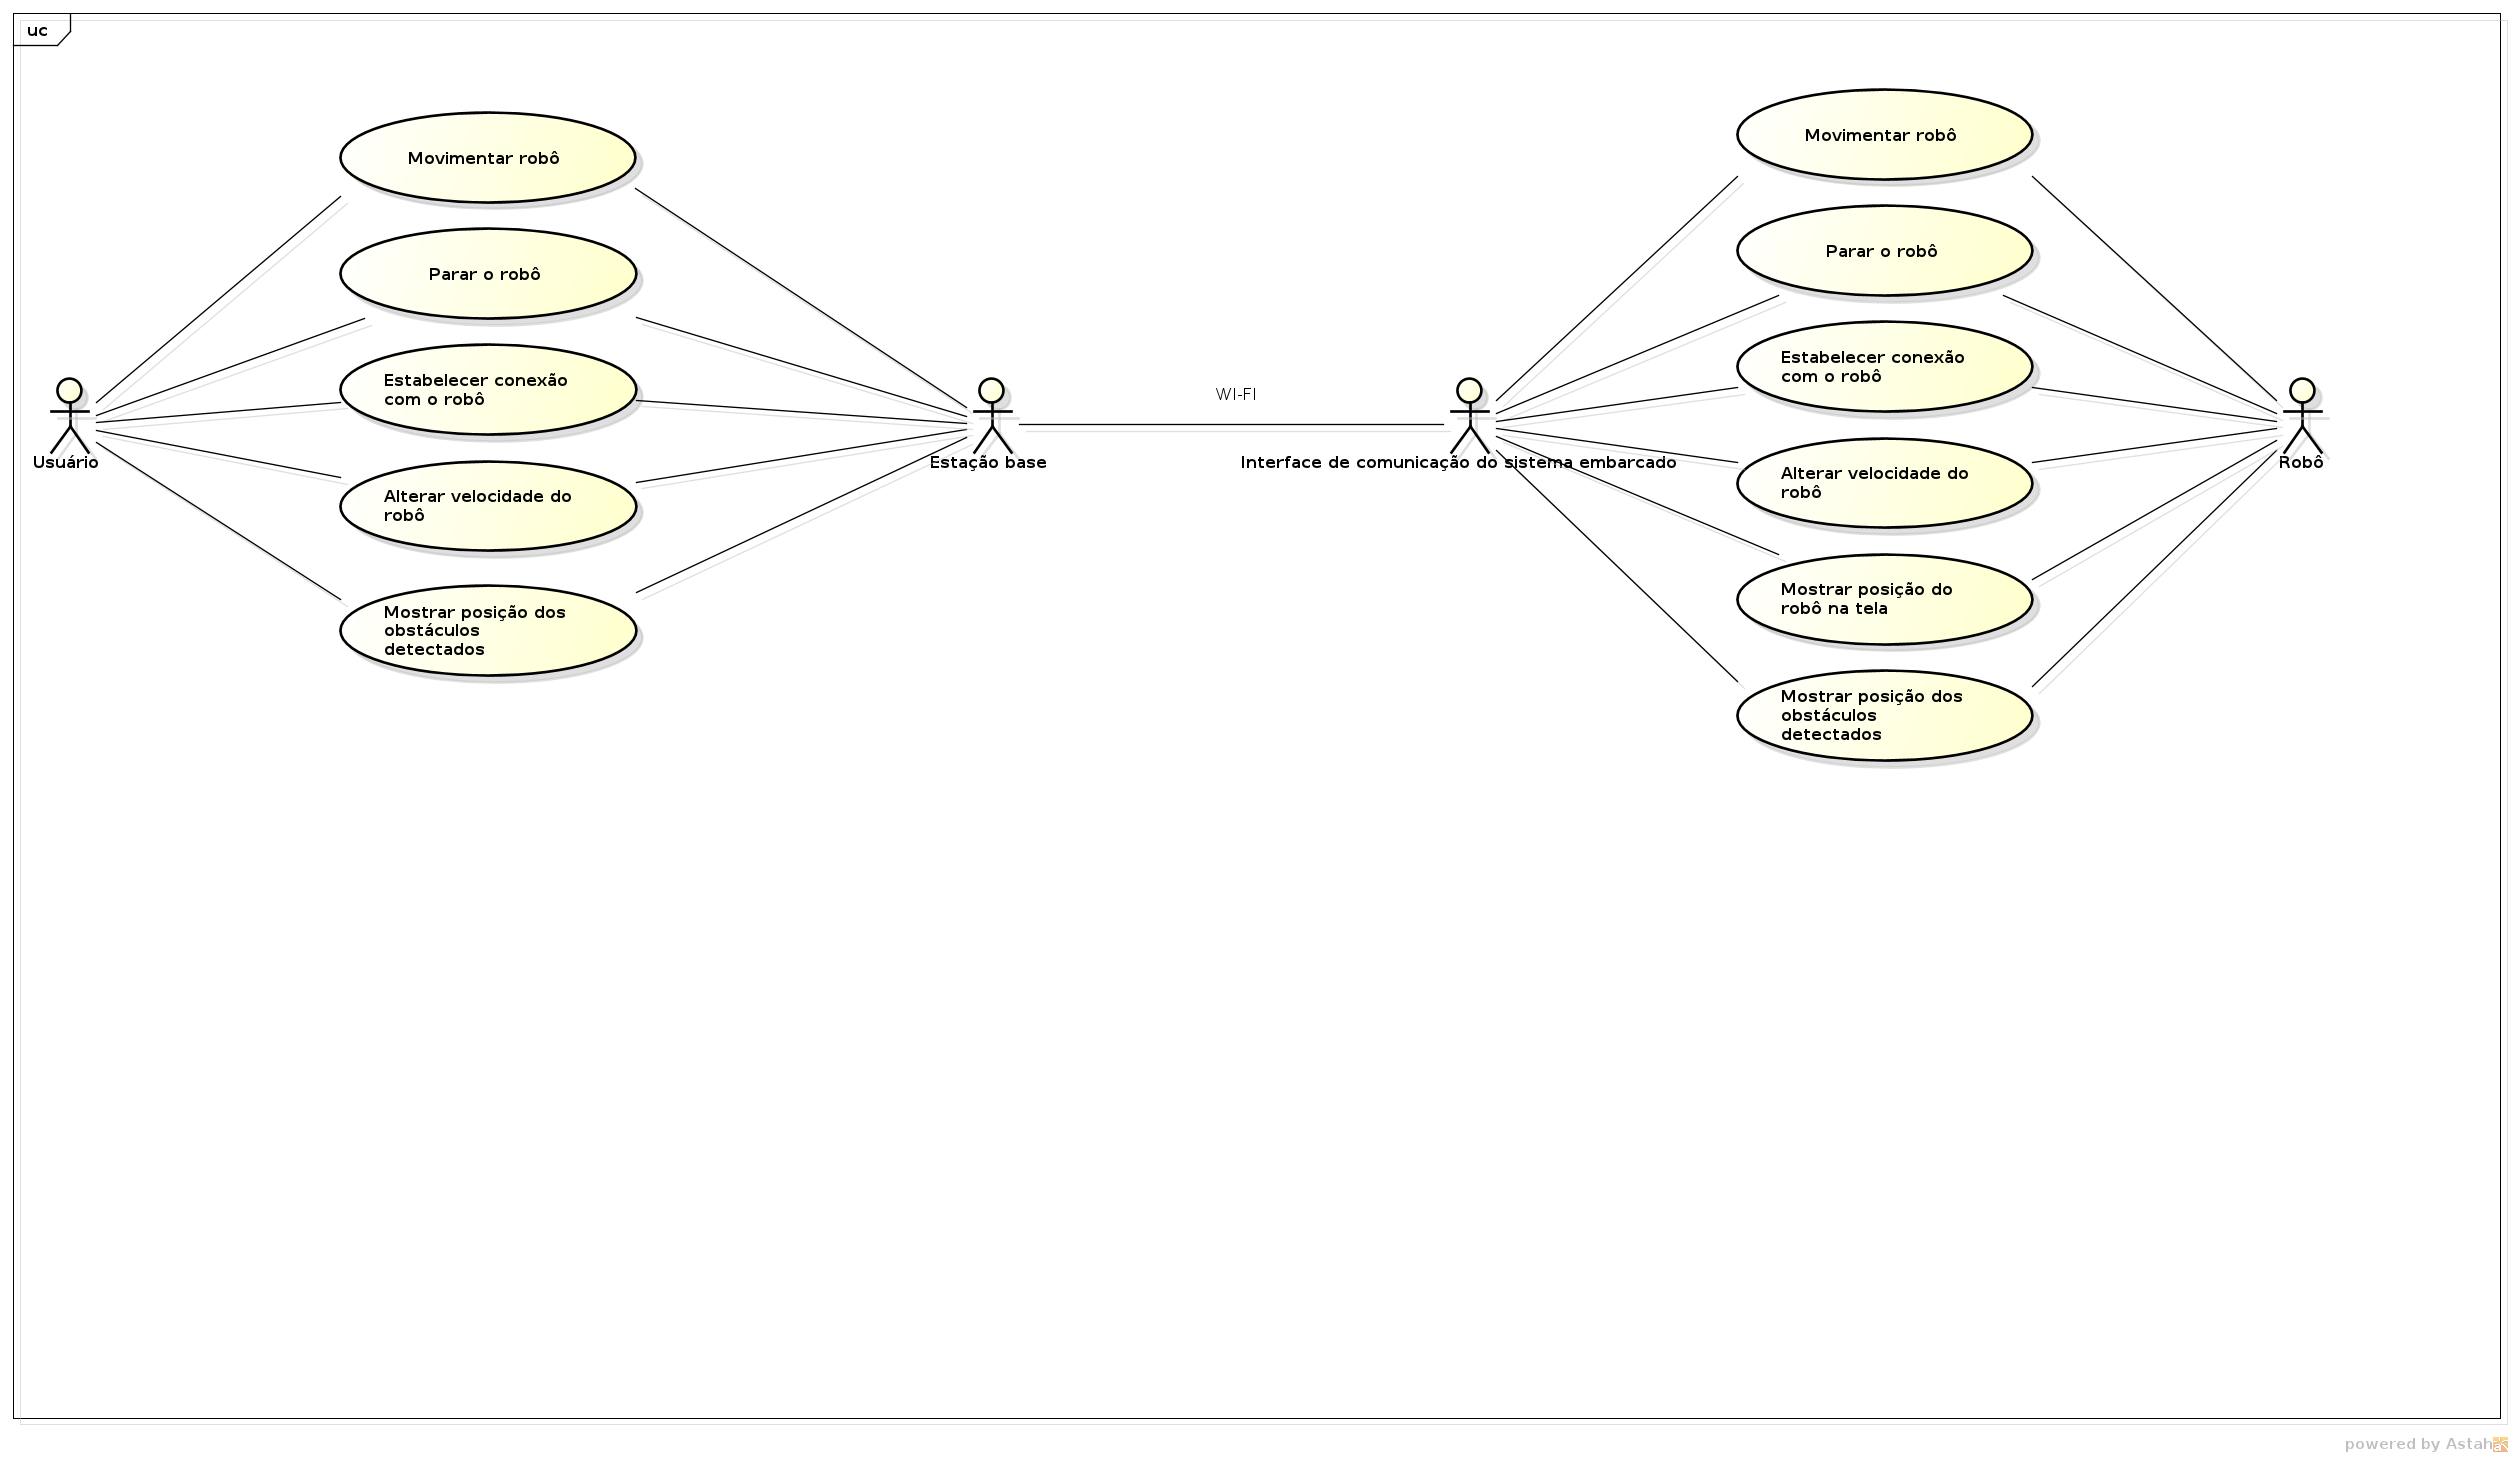 uc
Movimentar robô
Parar o robô
Estabelecer conexão
com o robô
Alterar velocidade do
robô
Mostrar posição dos
obstáculos
detectados
Usuário
Estação base
WI-FI
Interface de comunicação do sistema embarcado
Movimentar robô
Parar o robô
Estabelecer conexão
com o robô
Alterar velocidade do
robô
Mostrar posição do
robô na tela
Mostrar posição dos
obstáculos
detectados
Robô
powered by Astah